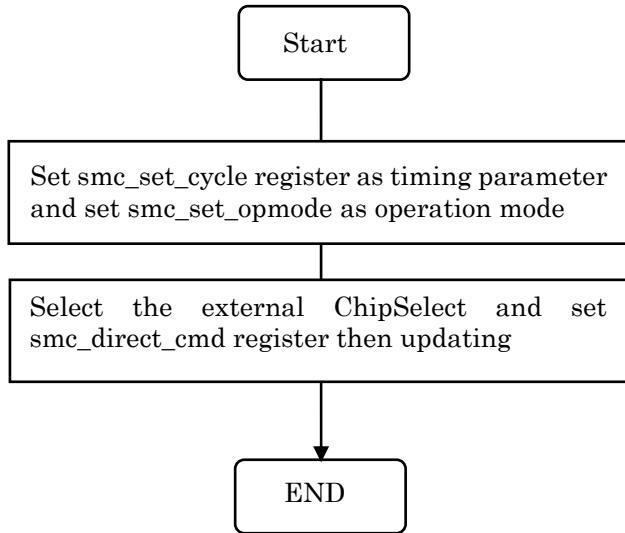 Start
Set smc_set_cycle register as timing parameter
and set smc_set_opmode as operation mode
Select the external ChipSelect and set
smc_direct_cmd register then updating
END